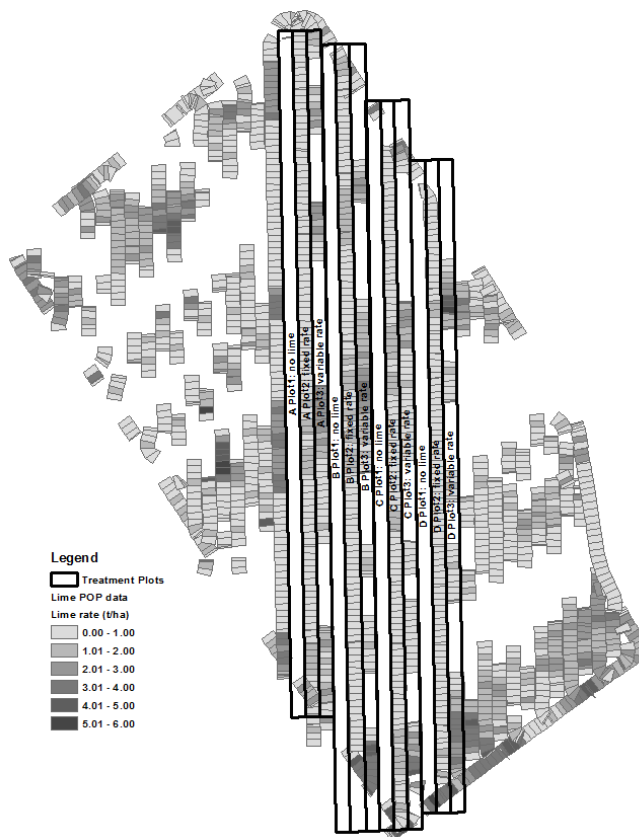 A Plot1: no lime
A Plot2: fixed rate
A Plot3: variable rate
B Plot1: no lime
B Plot2: fixed rate
B Plot3: variable rate
C Plot1: no lime
C Plot2: fixed rate
C Plot3: variable rate
D Plot1: no lime
D Plot2: fixed rate
D Plot3: variable rate
Legend
Treatment Plots
Lime POP data
Lime rate (t/ha)
0.00 - 1.00
1.01 - 2.00
2.01 - 3.00
3.01 - 4.00
4.01 - 5.00
5.01 - 6.00